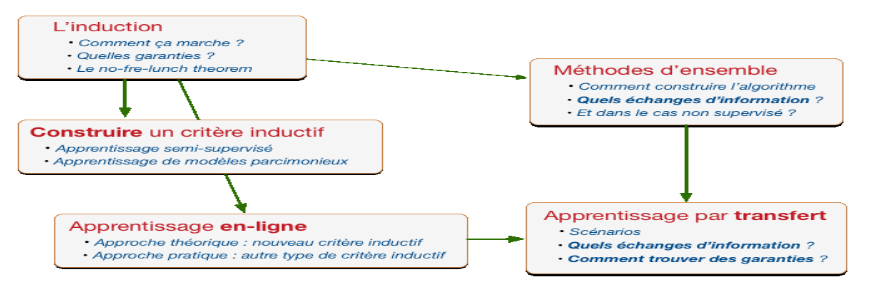 L'induction
• Comment ça marche ?
• Quelles garanties ?
• Le no-fre-lunch theorem
Méthodes d'ensemble
• Comment construire l'algorithme
• Quels échanges d'information ?
• Et dans le cas non supervisé ?
Construire un critère inductif
• Apprentissage semi-supervisé
• Apprentissage de modèles parcimonieux
Apprentissage en-ligne
• Approche théorique : nouveau critère inductif
• Approche pratique : autre type de critère inductif
Apprentissage par transfert
• Scénarios
• Quels échanges d'information ?
• Comment trouver des garanties ?